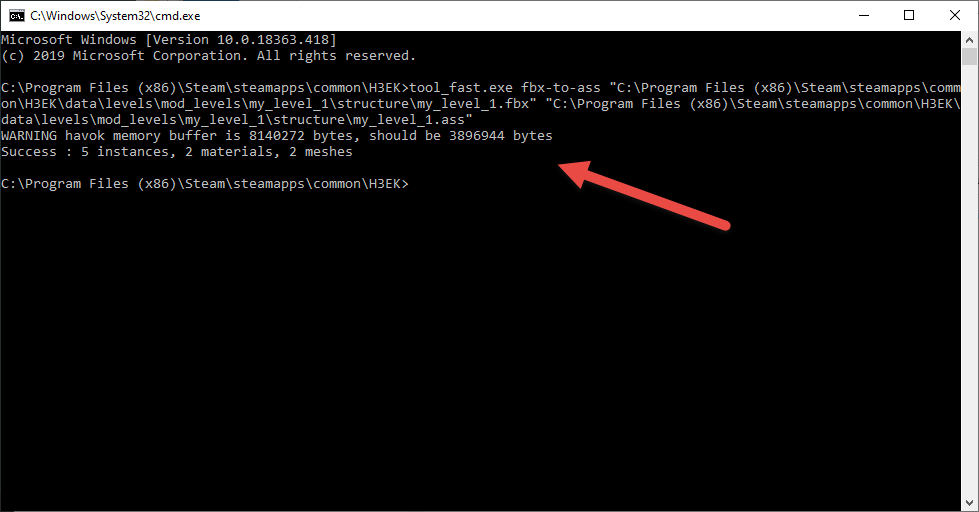 C:\Windows\System32\cmd.exe
Microsoft Windows [Version 10.0.18363.418]
(c) 2019 Microsoft Corporation. All rights reserved.
C:\Program Files (x86)\Steam\steamapps\common\H3EK>tool_fast.exe fbx-to-ass "C:\Program Files (x86)\Steam\steamapps\comm
on\H3EK\data\levels\mod_levels\my_level_1\structure\my_level_1.fbx" "C:\Program Files (x86)\Steam\steamapps\common\H3EK\
data\levels\mod_levels\my_level_1\structure\my_level_1.ass"
WARNING havok memory buffer is 8140272 bytes, should be 3896944 bytes
Success : 5 instances, 2 materials, 2 meshes
C:\Program Files (x86)\Steam\steamapps\common\H3EK>